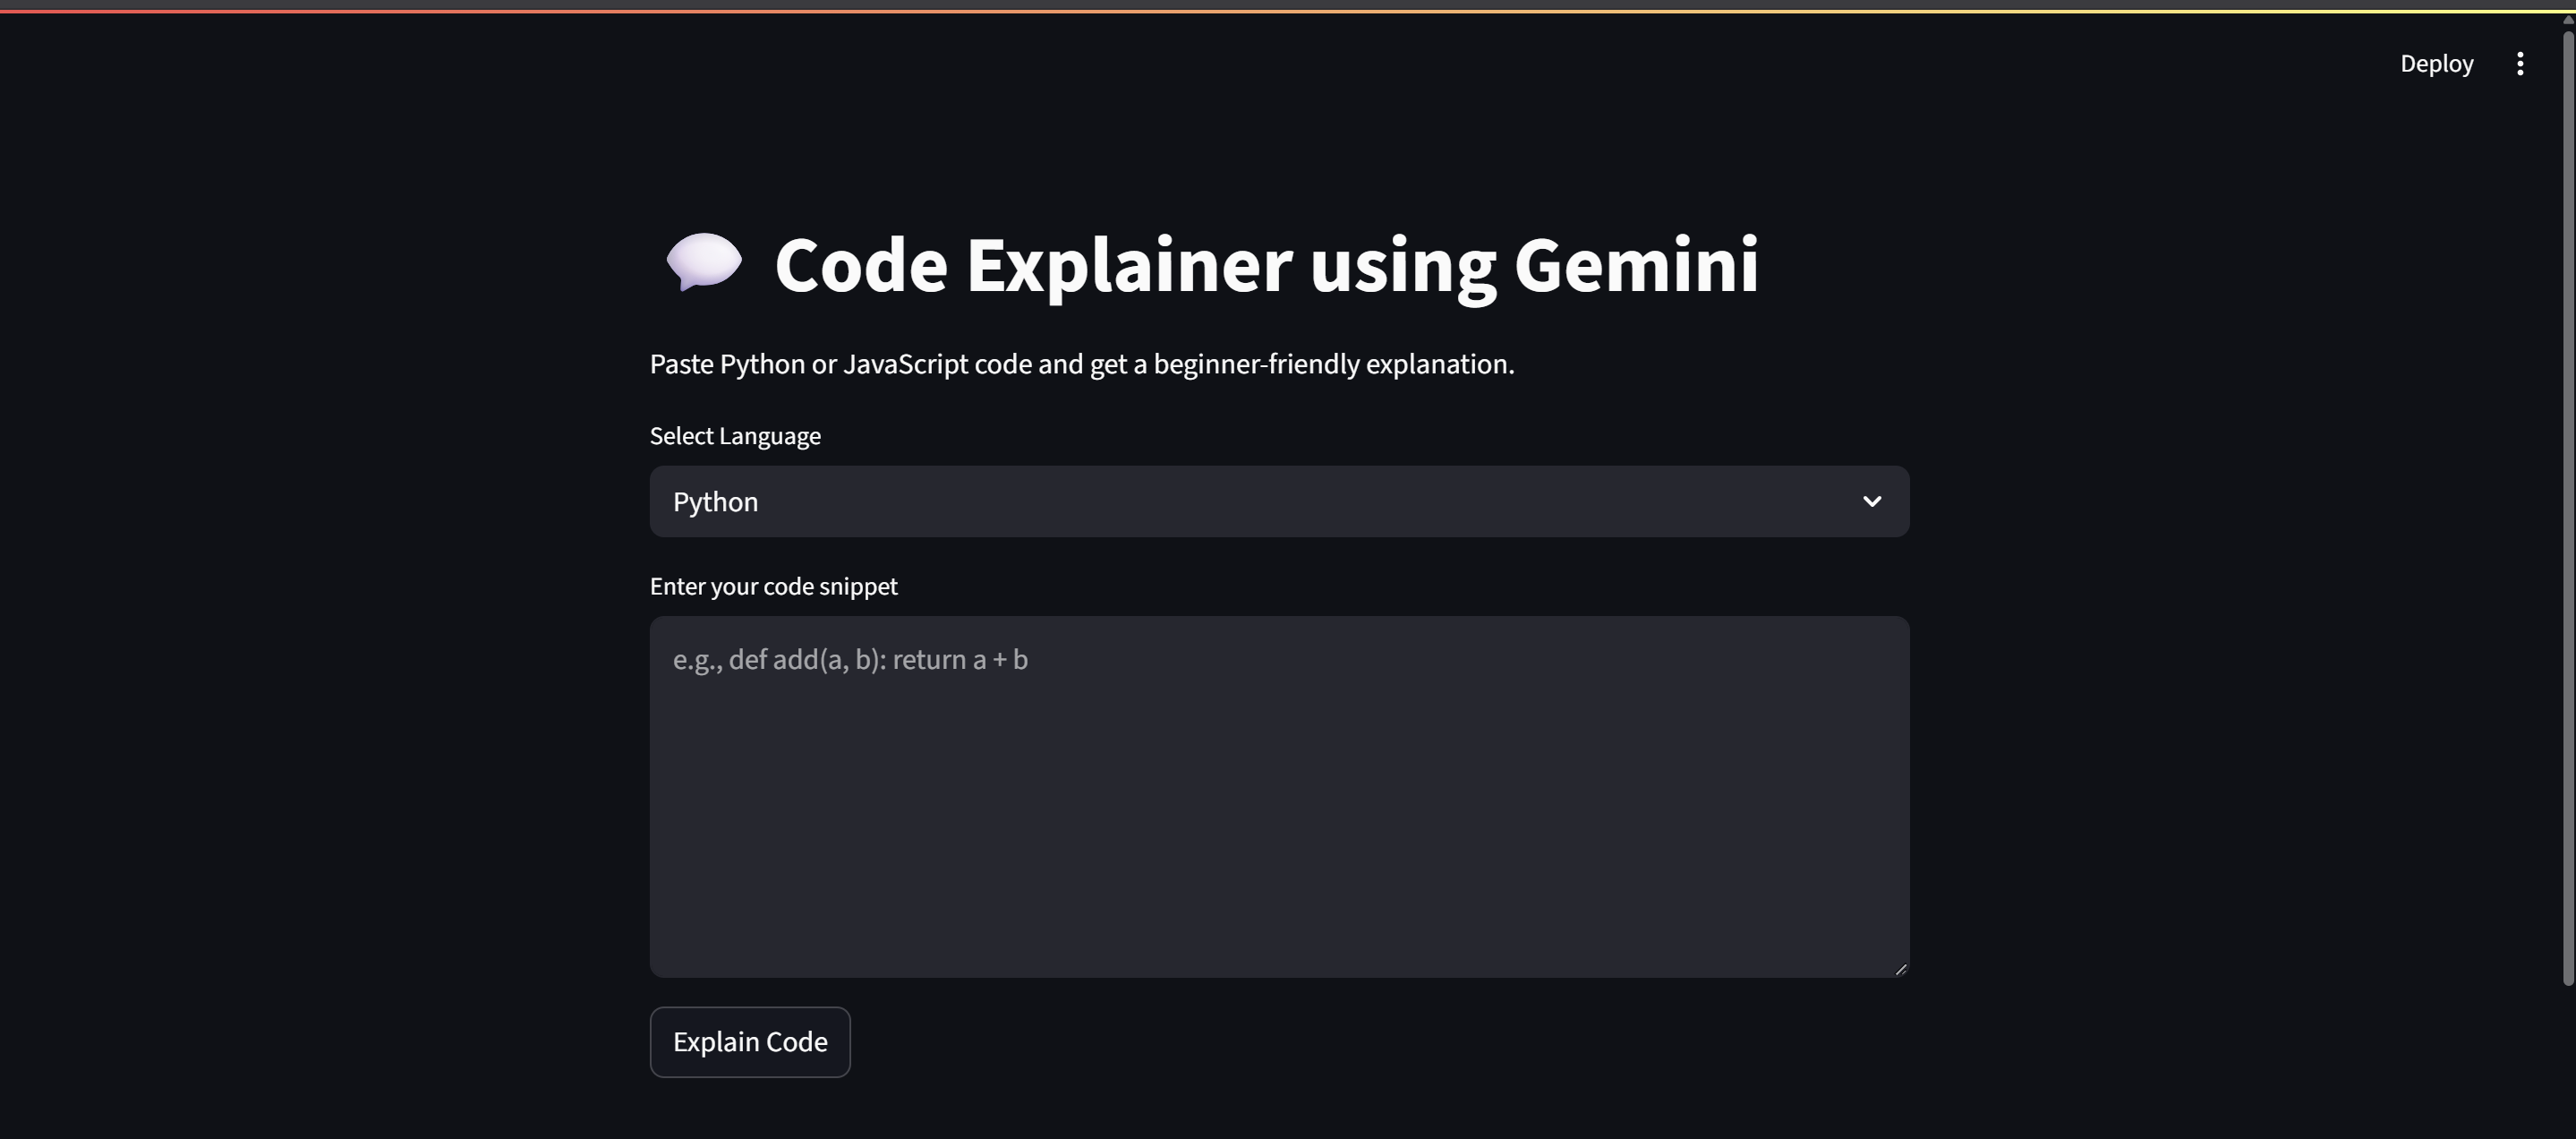 Deploy
💬 Code Explainer using Gemini
Paste Python or JavaScript code and get a beginner-friendly explanation.
Select Language
Python
Enter your code snippet
e.g., def add(a, b): return a + b
Explain Code